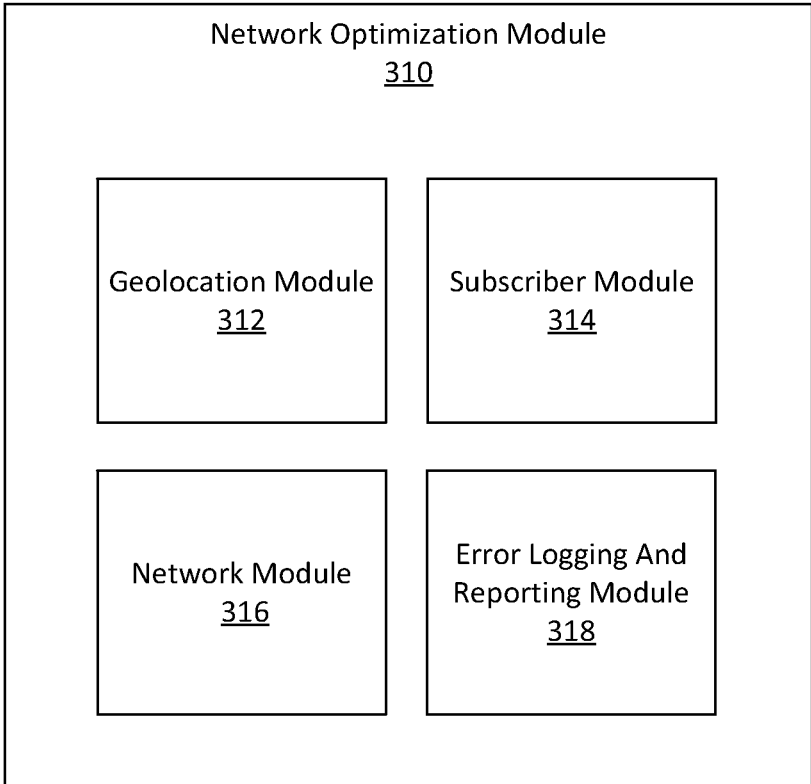 Network Optimization Module
310
Geolocation Module
312
Subscriber Module
314
Network Module
316
Error Logging And
Reporting Module
318